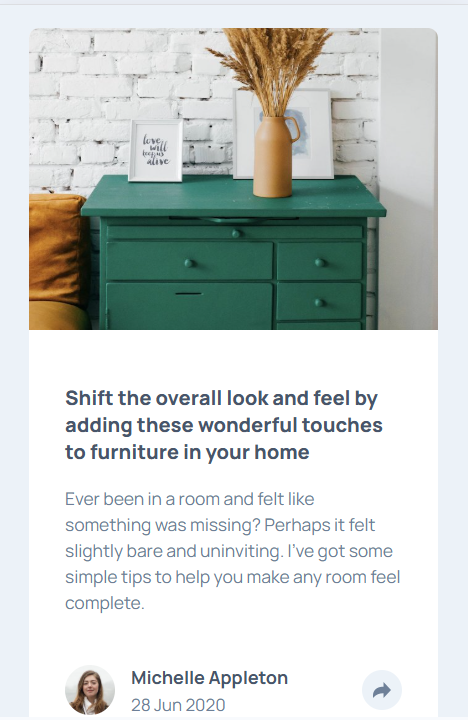 love
will
keep us
alive
Shift the overall look and feel by
adding these wonderful touches
to furniture in your home
Ever been in a room and felt like
something was missing? Perhaps it felt
slightly bare and uninviting. I've got some
simple tips to help you make any room feel
complete.
Michelle Appleton
28 Jun 2020